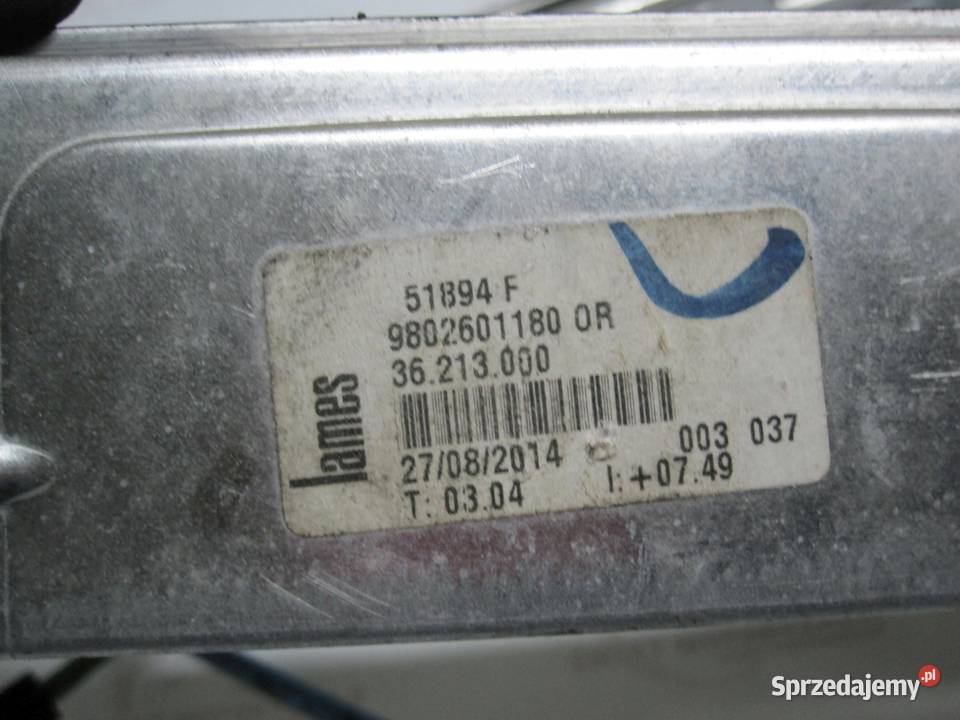 51894 F
9802601180 OR
36.213.000
lames
27/08/2014 003 037
T: 03.04 I: +07.49
Sprzedajemy.pl